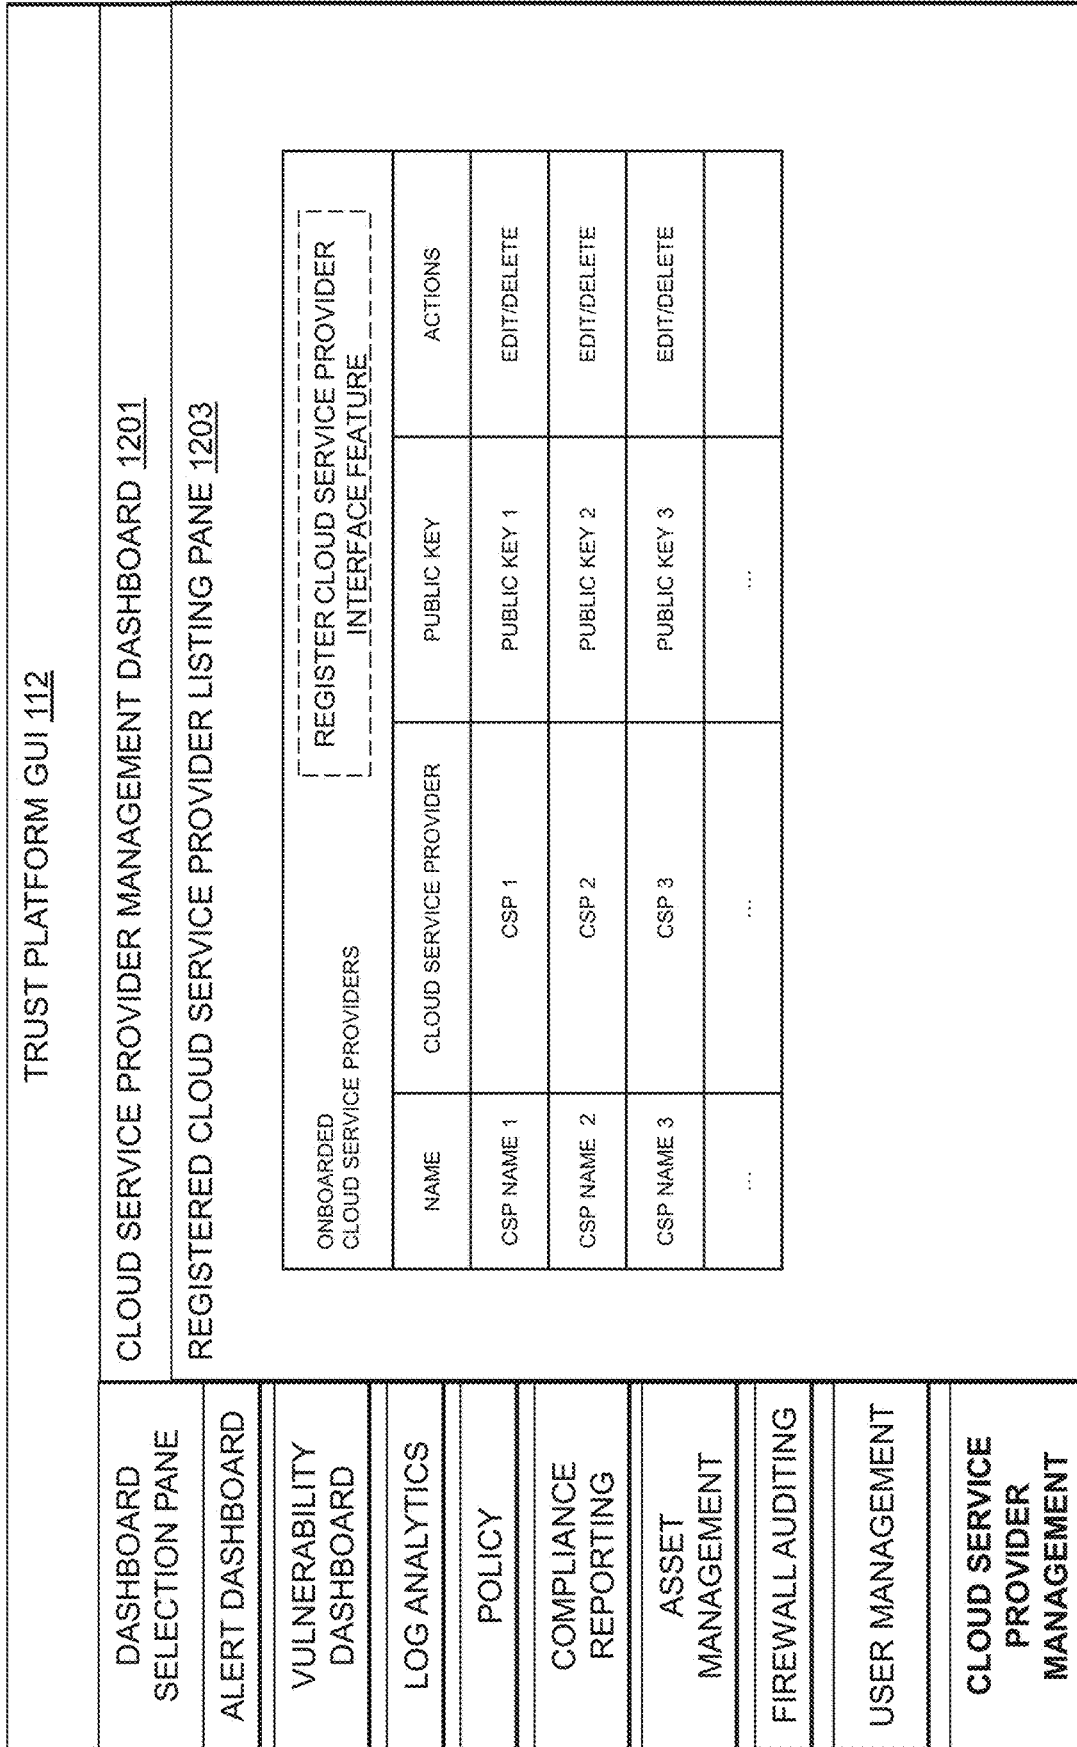 TRUST PLATFORM GUI 112
DASHBOARD
SELECTION PANE
ALERT DASHBOARD
VULNERABILITY
DASHBOARD
LOG ANALYTICS
POLICY
COMPLIANCE
REPORTING
ASSET
MANAGEMENT
FIREWALL AUDITING
USER MANAGEMENT
CLOUD SERVICE
PROVIDER
MANAGEMENT
CLOUD SERVICE PROVIDER MANAGEMENT DASHBOARD 1201
REGISTERED CLOUD SERVICE PROVIDER LISTING PANE 1203
ONBOARDED
CLOUD SERVICE PROVIDERS
REGISTER CLOUD SERVICE PROVIDER
INTERFACE FEATURE
NAME CLOUD SERVICE PROVIDER PUBLIC KEY ACTIONS
CSP NAME 1 CSP 1 PUBLIC KEY 1 EDIT/DELETE
CSP NAME 2 CSP 2 PUBLIC KEY 2 EDIT/DELETE
CSP NAME 3 CSP 3 PUBLIC KEY 3 EDIT/DELETE
... ... ...